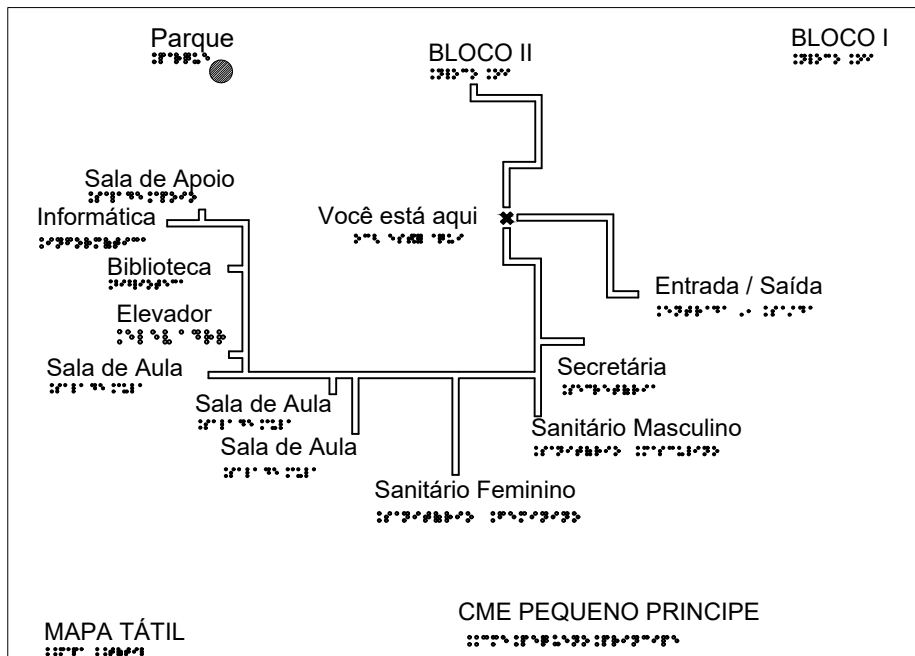 Parque
BLOCO II
BLOCO I
Sala de Apoio
Informática
Você está aqui
Biblioteca
Entrada / Saída
Elevador
Sala de Aula
Secretária
Sala de Aula
Sanitário Masculino
Sala de Aula
Sanitário Feminino
CME PEQUENO PRINCIPE
MAPA TÁTIL